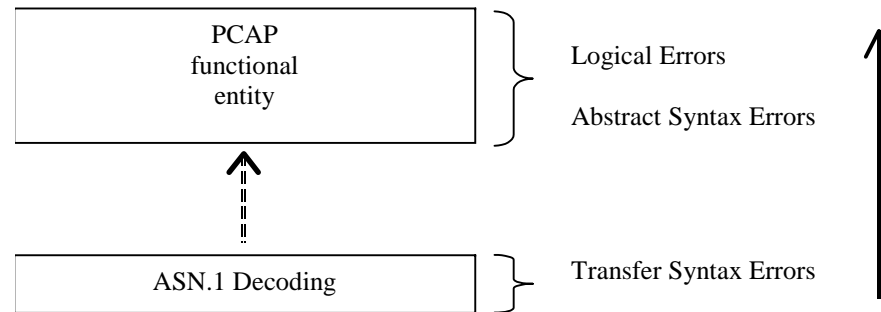 PCAP
functional
entity
Logical Errors
Abstract Syntax Errors
ASN.1 Decoding
Transfer Syntax Errors